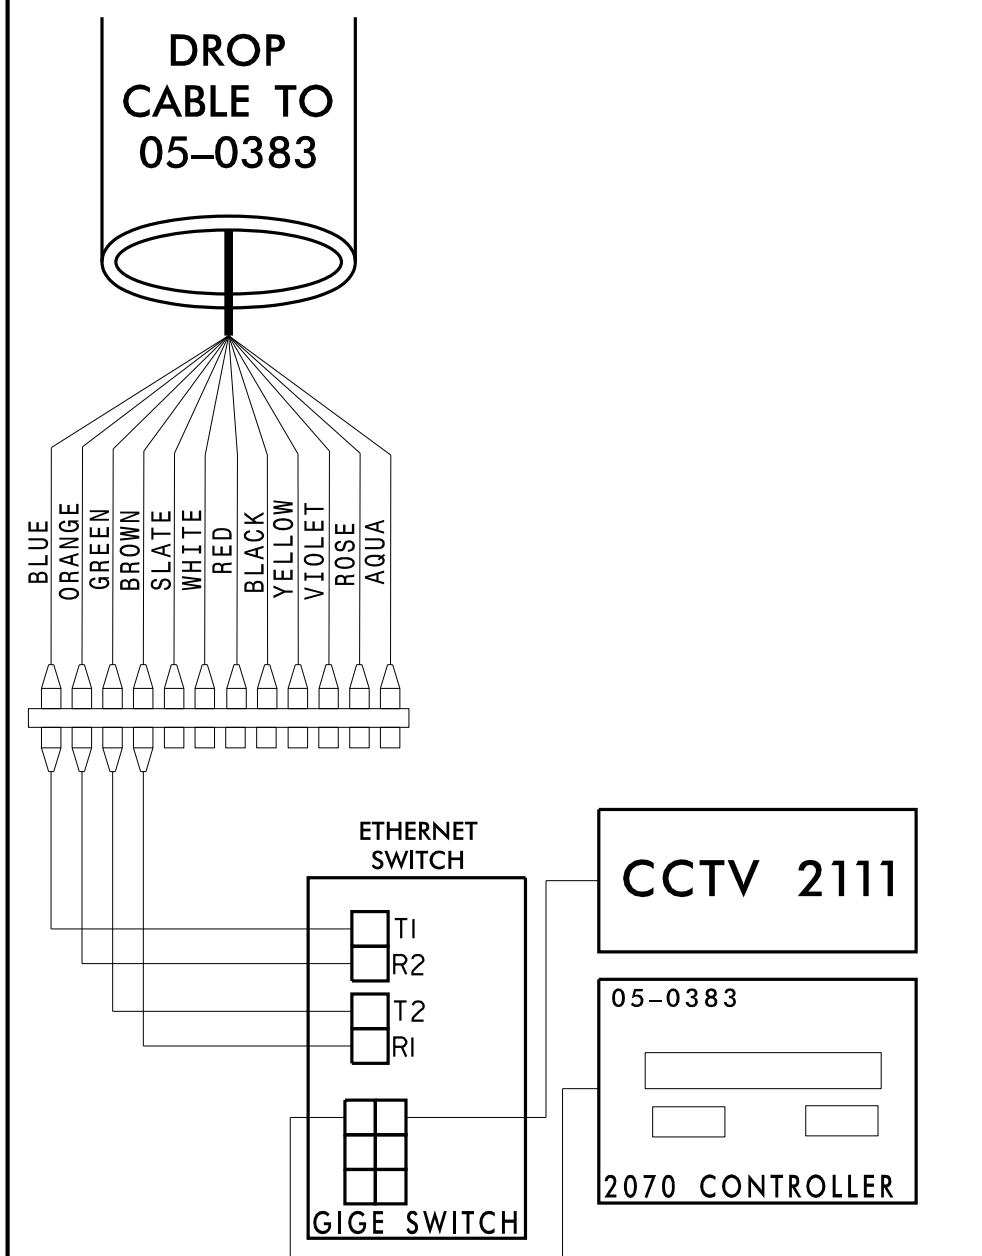 DROP
CABLE TO
05–0383
BLUE
ORANGE
GREEN
BROWN
SLATE
WHITE
RED
BLACK
YELLOW
VIOLET
ROSE
AQUA
ETHERNET
SWITCH
T1
R2
T2
R1
GIGE SWITCH
CCTV 2111
05–0383
2070 CONTROLLER